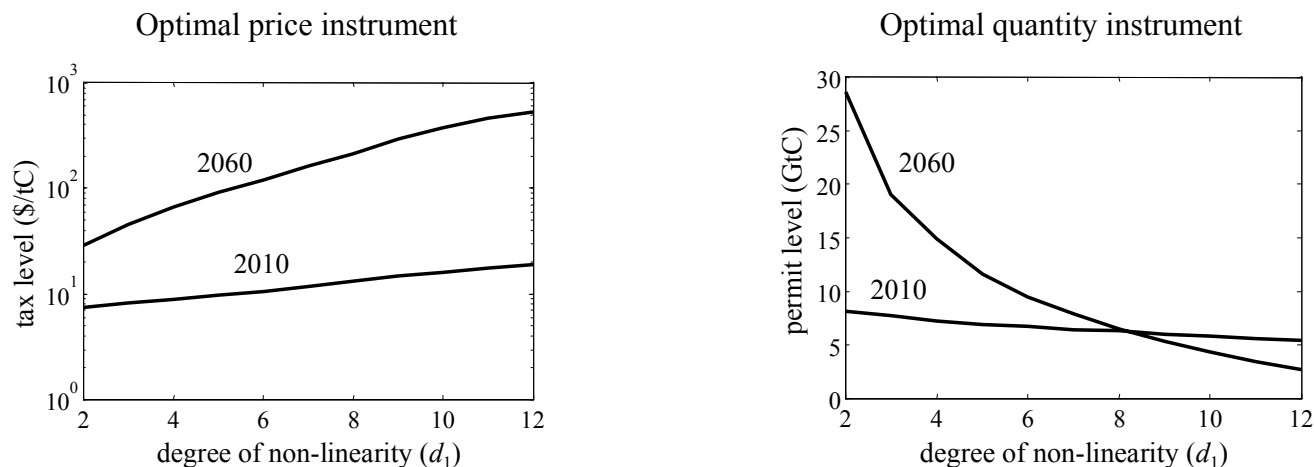 Optimal price instrument
tax level ($/tC)
10^3
10^2
10^1
10^0
2060
2010
2 4 6 8 10 12
degree of non-linearity (d₁)
Optimal quantity instrument
permit level (GtC)
30
25
20
15
10
5
0
2060
2010
2 4 6 8 10 12
degree of non-linearity (d₁)